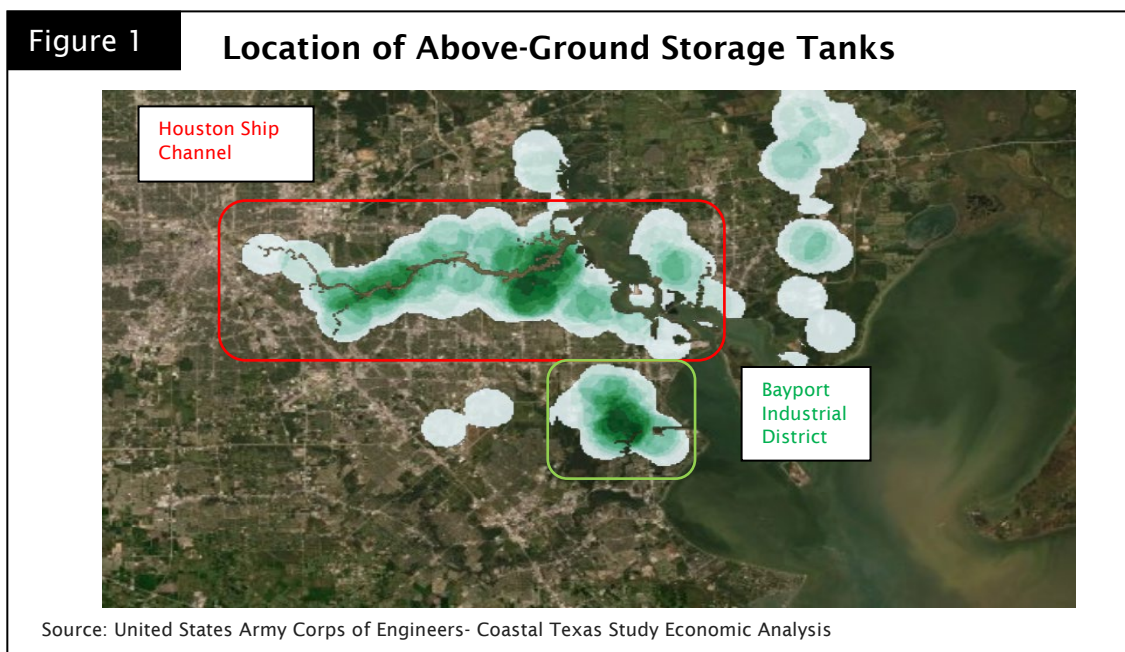 Figure 1
Location of Above-Ground Storage Tanks
Houston Ship
Channel
Bayport
Industrial
District
Source: United States Army Corps of Engineers- Coastal Texas Study Economic Analysis